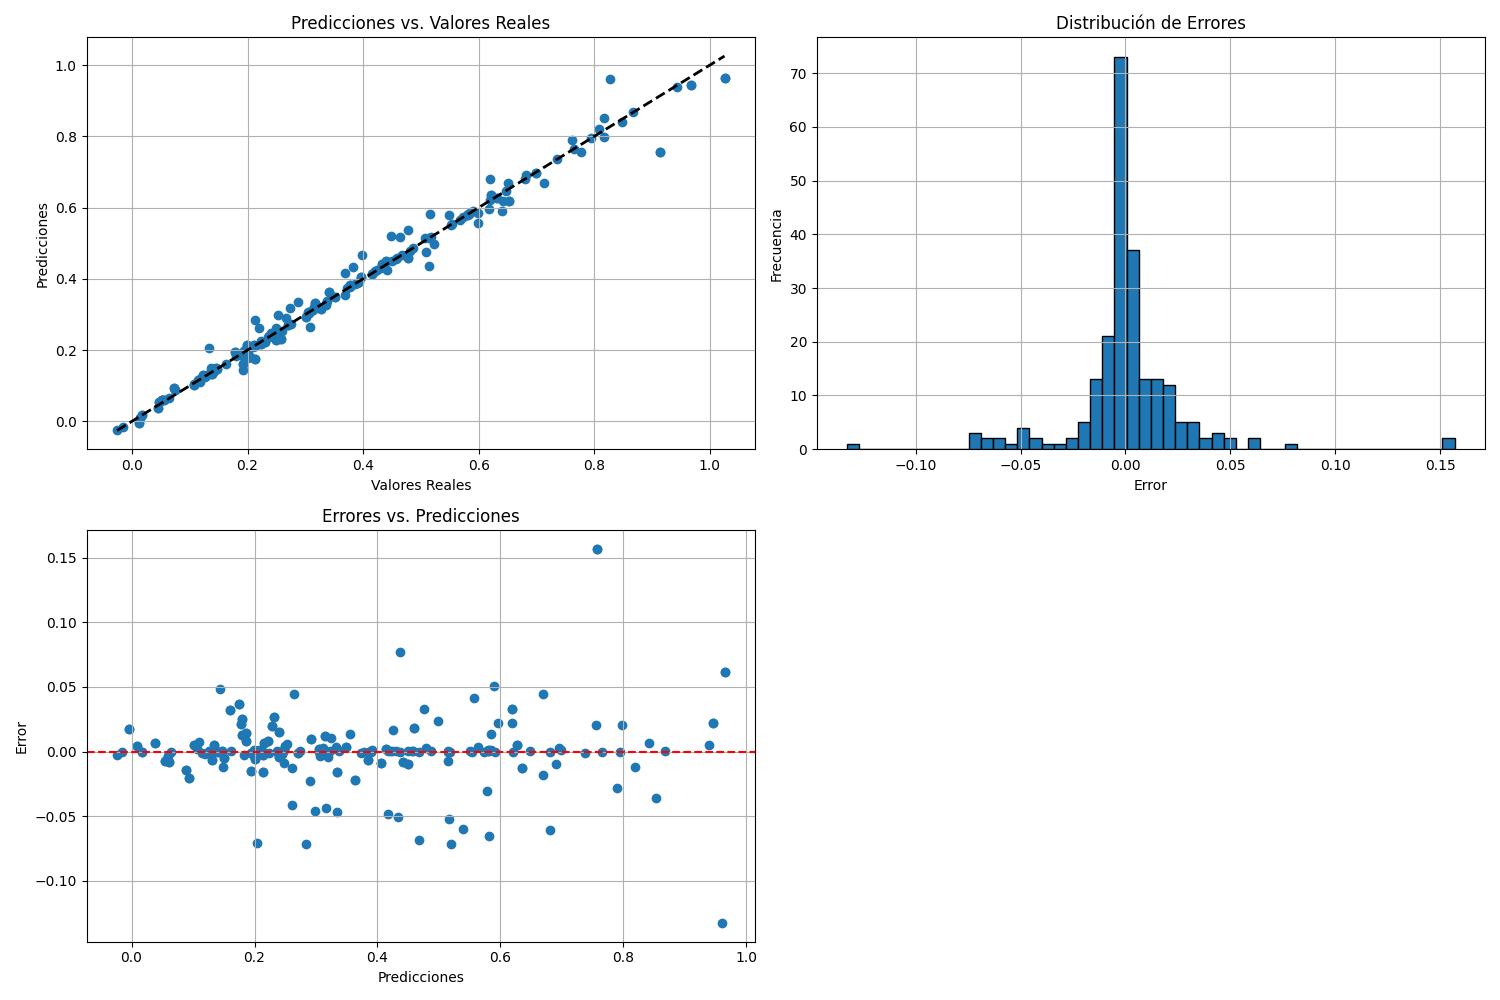 Predicciones vs. Valores Reales
Predicciones
1.0
0.8
0.6
0.4
0.2
0.0
0.0 0.2 0.4 0.6 0.8 1.0
Valores Reales
Distribución de Errores
Frecuencia
70
60
50
40
30
20
10
0
−0.10 −0.05 0.00 0.05 0.10 0.15
Error
Errores vs. Predicciones
Error
0.15
0.10
0.05
0.00
−0.05
−0.10
0.0 0.2 0.4 0.6 0.8 1.0
Predicciones